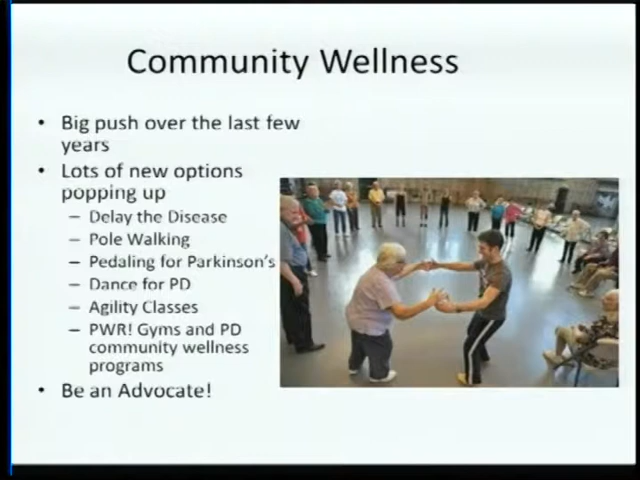 Community Wellness
• Big push over the last few
years
• Lots of new options
popping up
– Delay the Disease
– Pole Walking
– Pedaling for Parkinson's
– Dance for PD
– Agility Classes
– PWR! Gyms and PD
community wellness
programs
• Be an Advocate!